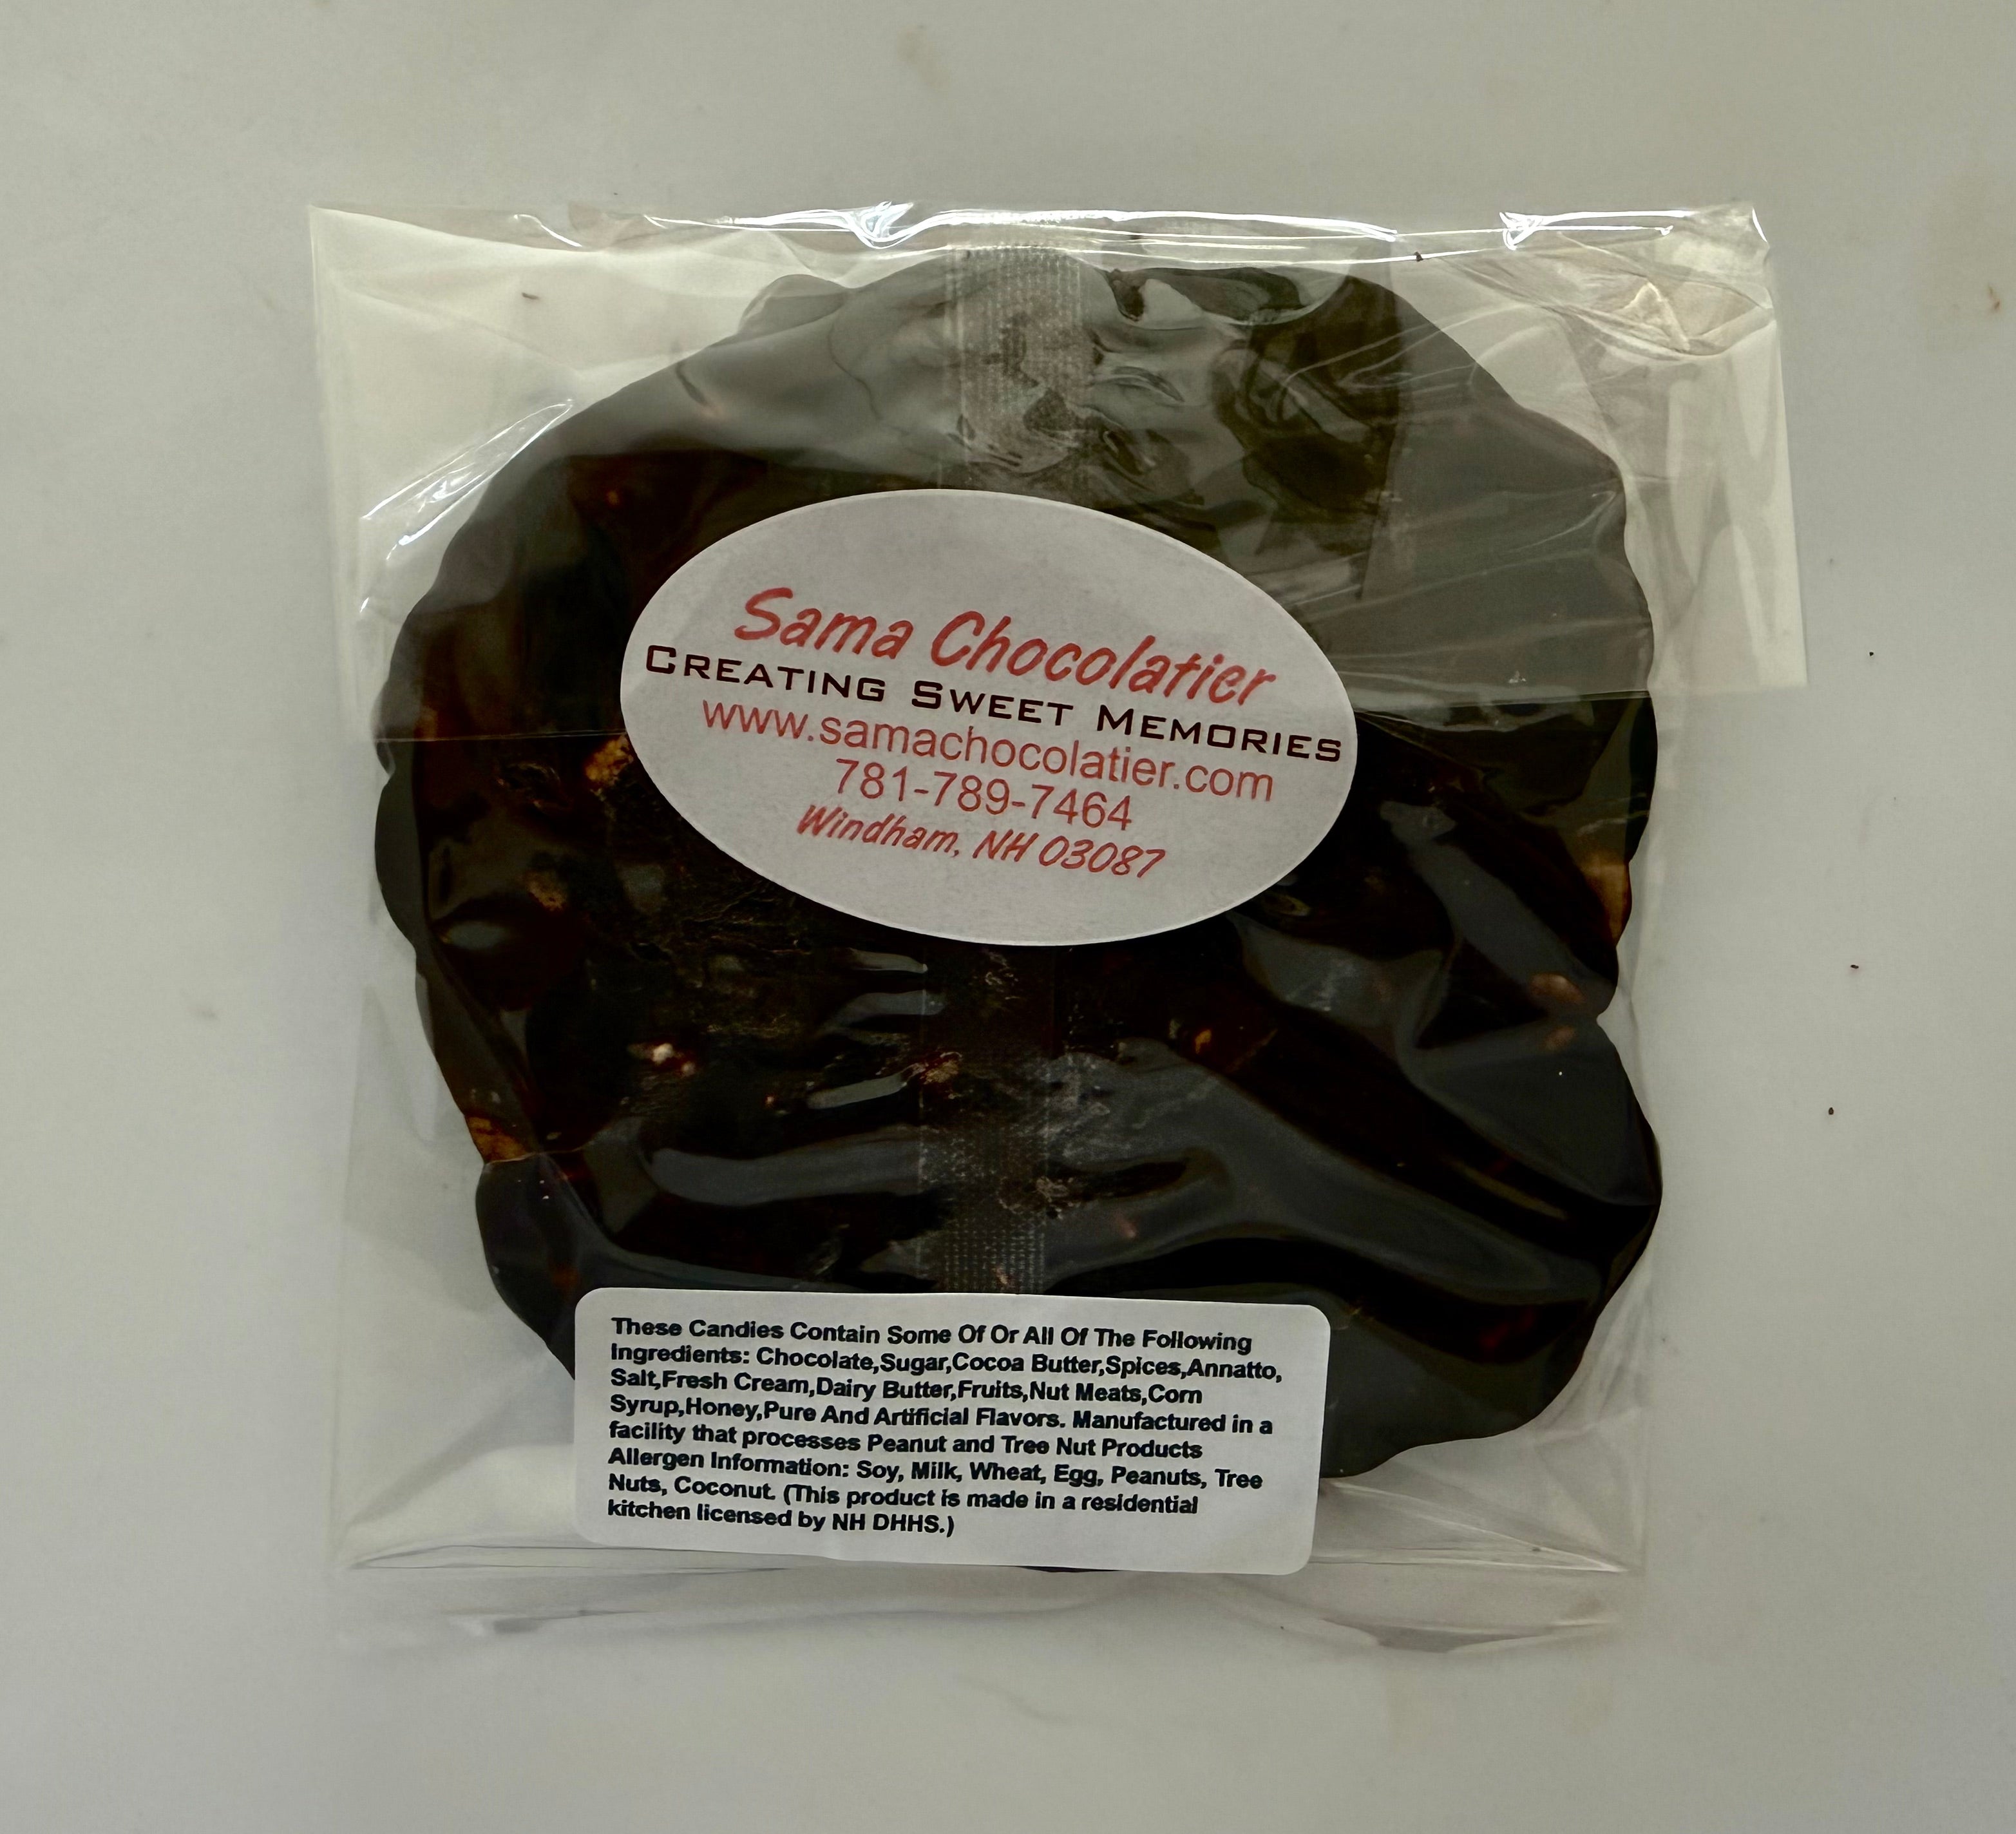 Sama Chocolatier
CREATING SWEET MEMORIES
www.samachocolatier.com
781-789-7464
Windham, NH 03087
These Candies Contain Some Of Or All Of The Following
Ingredients: Chocolate,Sugar,Cocoa Butter,Spices,Annatto,
Salt,Fresh Cream,Dairy Butter,Fruits,Nut Meats,Corn
Syrup,Honey,Pure And Artificial Flavors. Manufactured in a
facility that processes Peanut and Tree Nut Products
Allergen Information: Soy, Milk, Wheat, Egg, Peanuts, Tree
Nuts, Coconut. (This product is made in a residential
kitchen licensed by NH DHHS.)